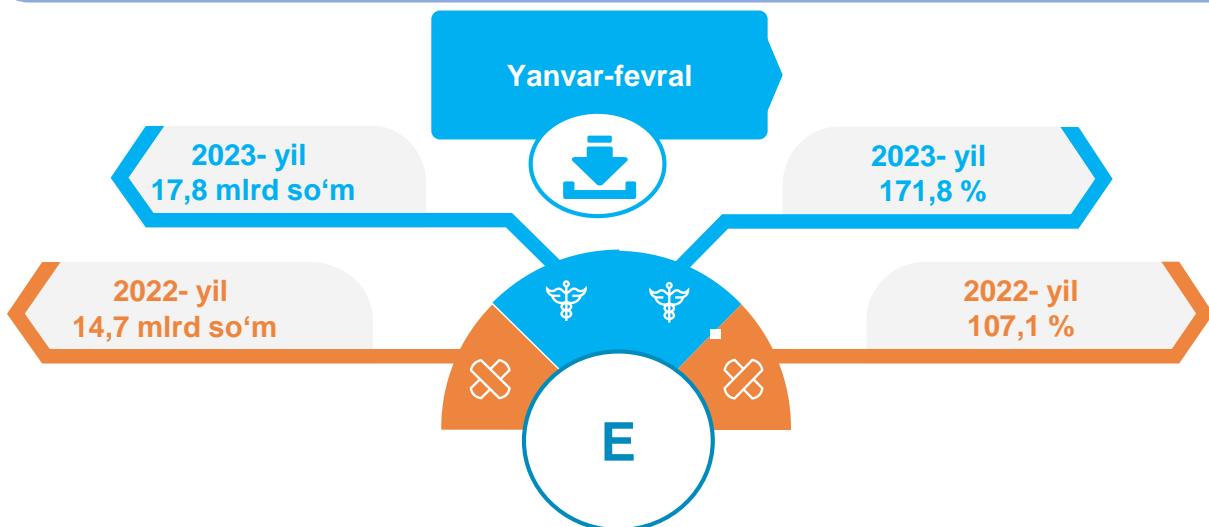 Yanvar-fevral
2023- yil
17,8 mlrd so‘m
2023- yil
171,8 %
2022- yil
14,7 mlrd so‘m
2022- yil
107,1 %
E